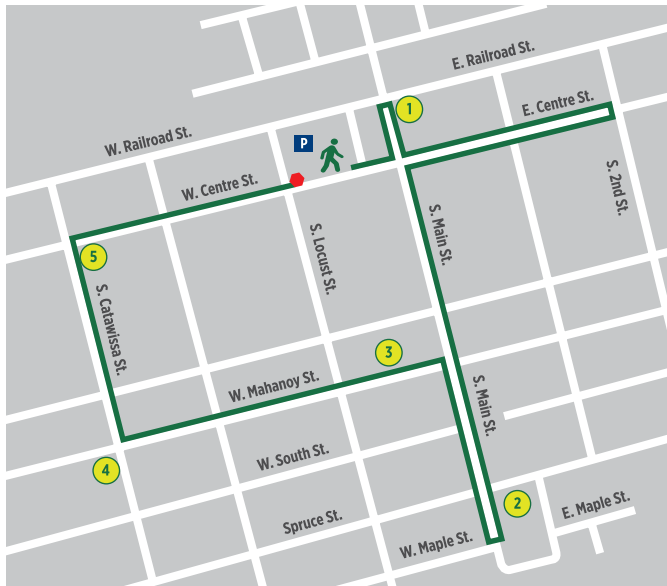 E. Railroad St.
1
E. Centre St.
W. Railroad St.
P
W. Centre St.
S. 2nd St.
S. Main St.
S. Locust St.
5
S. Catawissa St.
3
W. Mahanoy St.
S. Main St.
W. South St.
4
2
E. Maple St.
Spruce St.
W. Maple St.